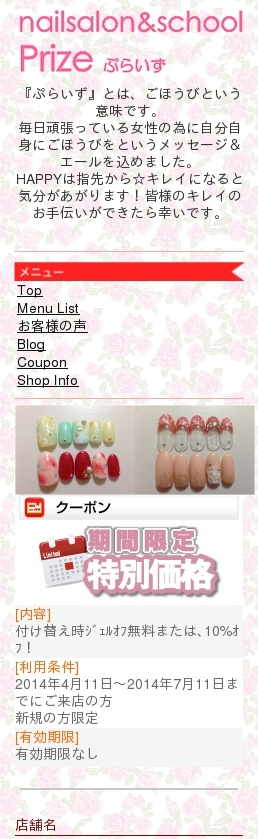 nailsalon&school
Prize ぷらいず
『ぷらいず』とは、ごほうびという
意味です。
毎日頑張っている女性の為に自分自
身にごほうびをというメッセージ＆
エールを込めました。
HAPPYは指先から☆キレイになると
気分があがります！皆様のキレイの
お手伝いができたら幸いです。
メニュー
Top
Menu List
お客様の声
Blog
Coupon
Shop Info
クーポン
Limited
期間限定
特別価格
[内容]
付け替え時ｼﾞｪﾙｵﾌ無料または､10%ｵ
ﾌ！
[利用条件]
2014年4月11日〜2014年7月11日ま
でにご来店の方
新規の方限定
[有効期限]
有効期限なし
店舗名